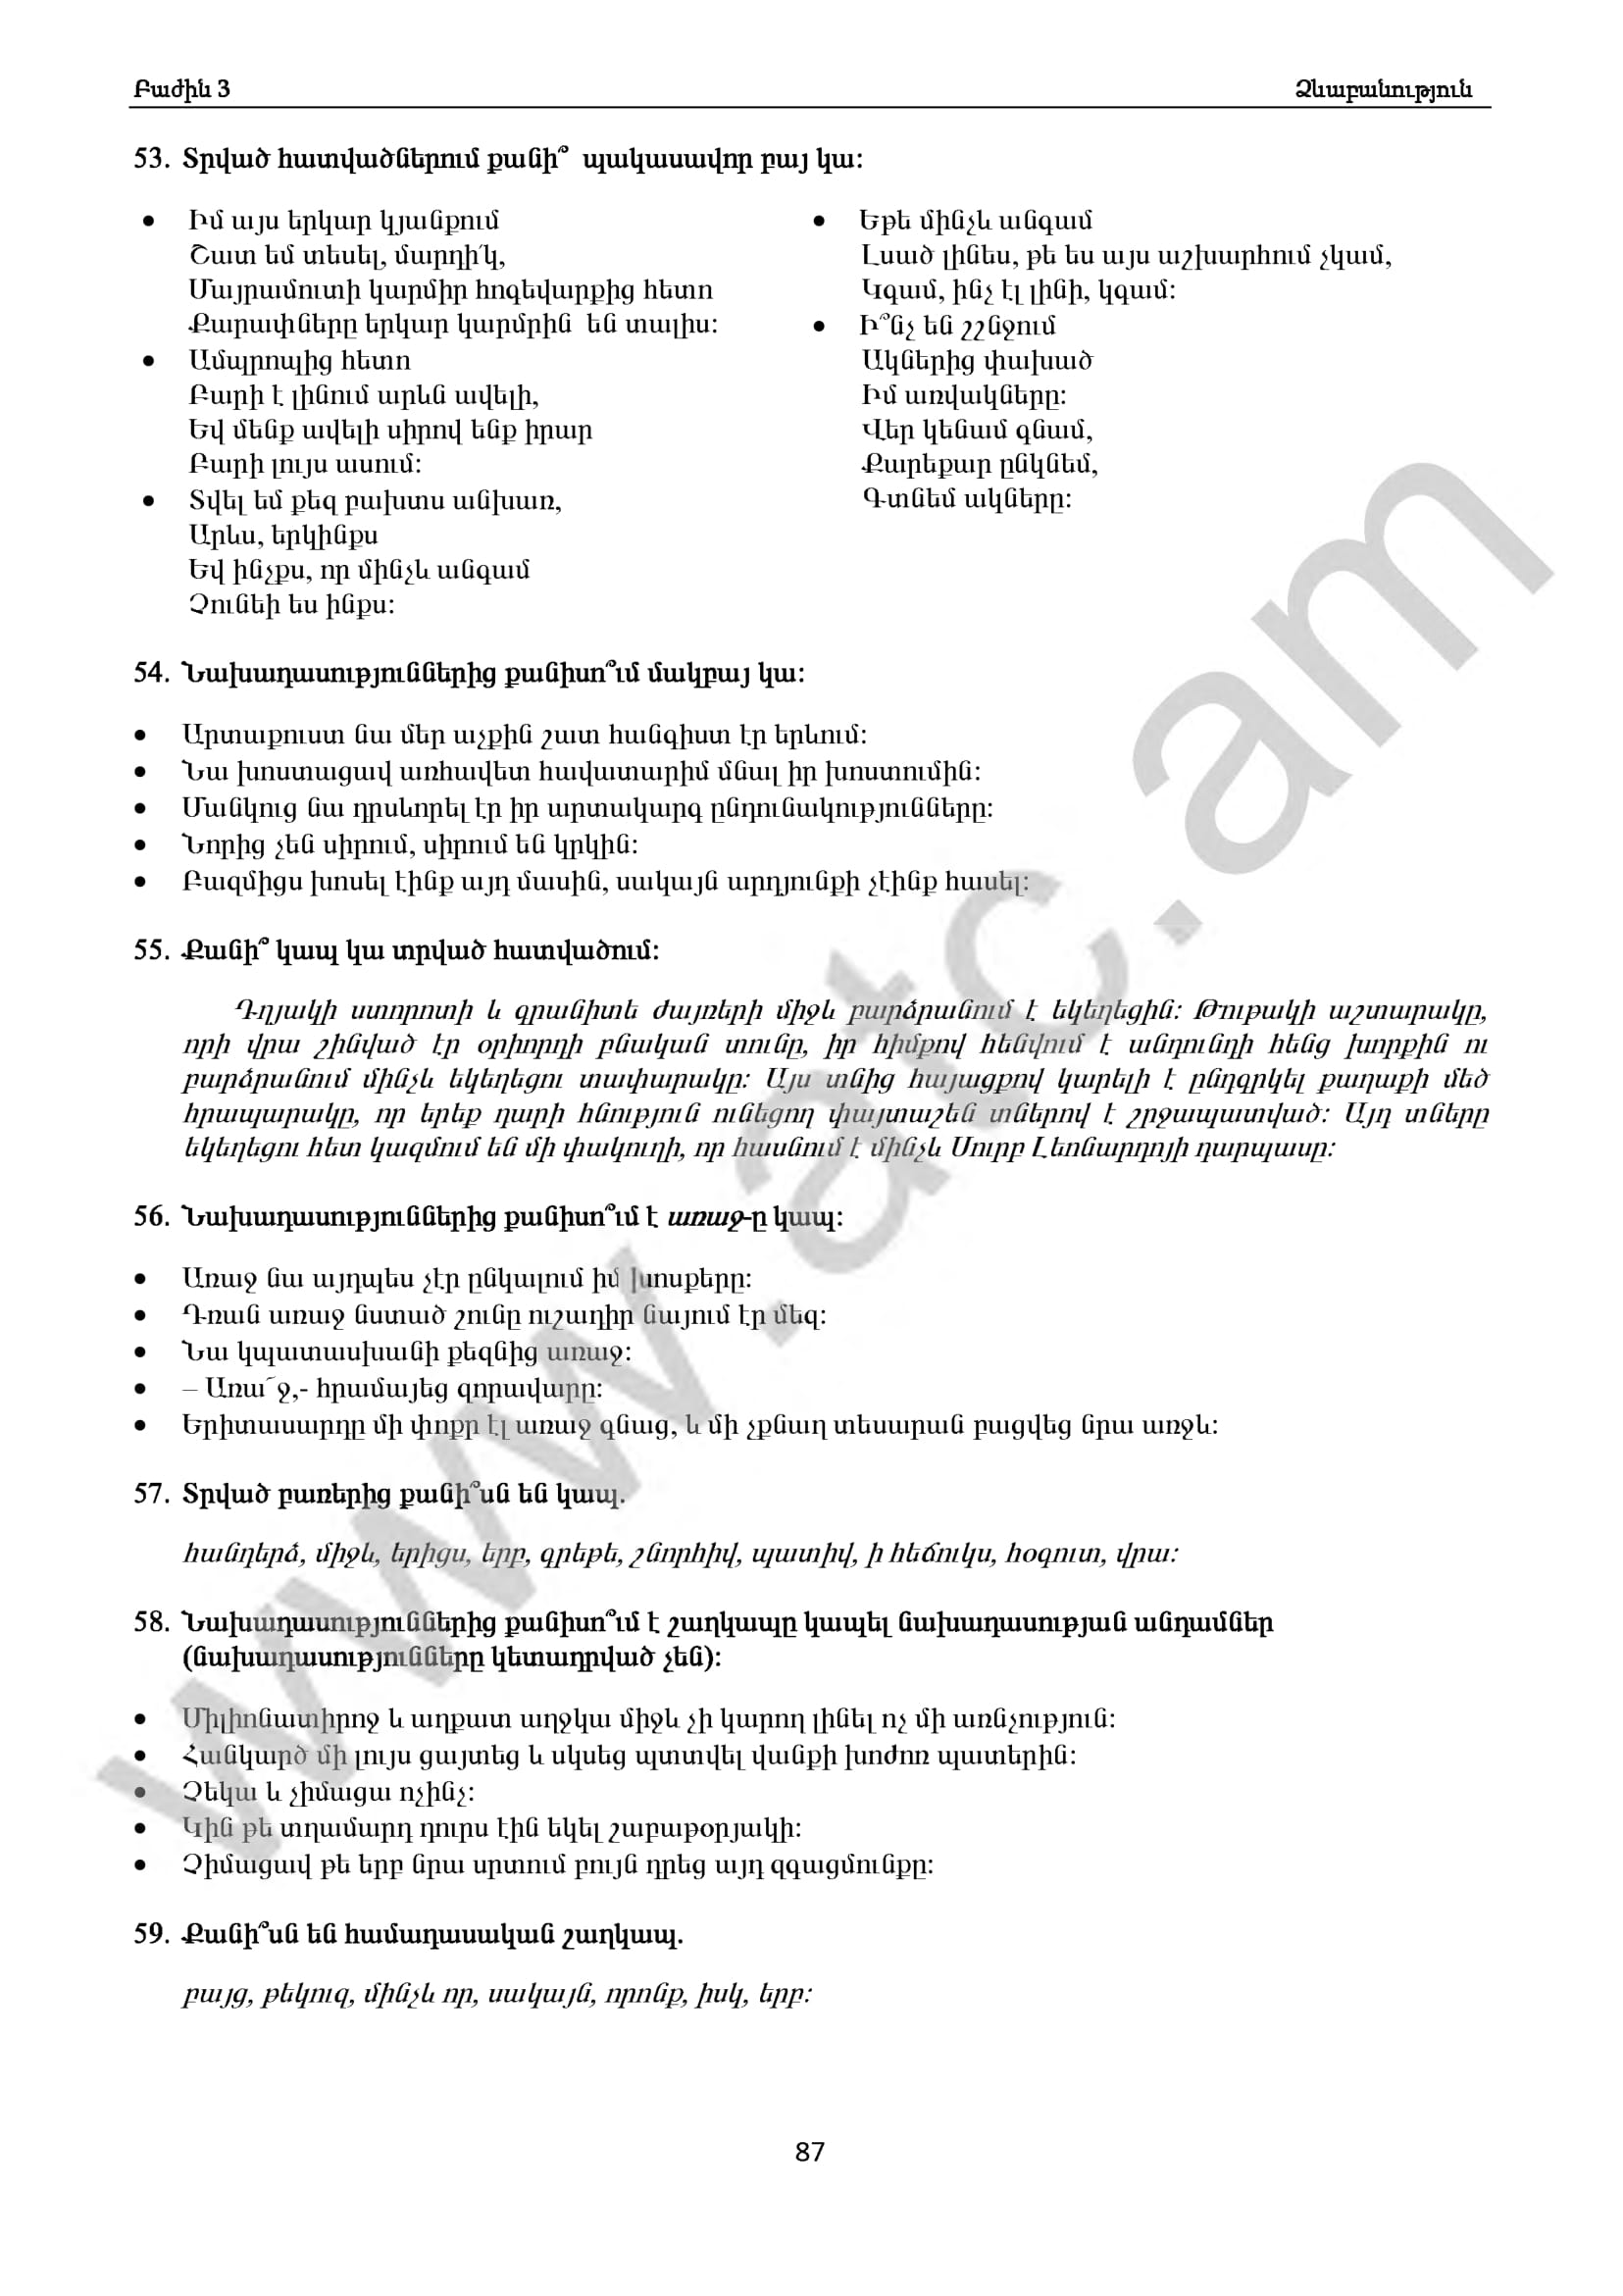 Բաժին 3
Ձևաբանություն
53. Տրված հատվածներում քանի՞ պակասավոր բայ կա:
• Իմ այս երկար կյանքում
Շատ եմ տեսել, մարդի՛կ,
Մայրամուտի կարմիր հոգեվարքից հետո
Քարափները երկար կարմրին են տալիս:
• Ամպրոպից հետո
Բարի է լինում արևն ավելի,
Եվ մենք ավելի սիրով ենք իրար
Բարի լույս ասում:
• Տվել եմ քեզ բախտս անխառ,
Արևս, երկինքս
Եվ ինչքս, որ մինչև անգամ
Չունեի ես ինքս:
• Եթե մինչև անգամ
Լսած լինես, թե ես այս աշխարհում չկամ,
Կգամ, ինչ էլ լինի, կգամ:
• Ի՞նչ են շշնջում
Ակներից փախած
Իմ առվակները:
Վեր կենամ գնամ,
Քարեքար ընկնեմ,
Գտնեմ ակները:
54. Նախադասություններից քանիսո՞ւմ մակբայ կա:
• Արտաքուստ նա մեր աչքին շատ հանգիստ էր երևում:
• Նա խոստացավ առհավետ հավատարիմ մնալ իր խոստումին:
• Մանկուց նա դրսևորել էր իր արտակարգ ընդունակությունները:
• Նորից չեն սիրում, սիրում են կրկին:
• Բազմիցս խոսել էինք այդ մասին, սակայն արդյունքի չէինք հասել:
55. Քանի՞ կապ կա տրված հատվածում:
Դղյակի ստորոտի և գրանիտե ժայռերի միջև բարձրանում է եկեղեցին: Թութակի աշտարակը,
որի վրա շինված էր օրիորդի բնակական տունը, իր հիմքով հենվում է անդունդի հենց խորքին ու
բարձրանում մինչև եկեղեցու տափարակը: Այս տնից հայացքով կարելի է ընդգրկել քաղաքի մեծ
հրապարակը, որ երեք դարի հնություն ունեցող փայտաշեն տներով է շրջապատված: Այդ տները
եկեղեցու հետ կազմում են մի փակուղի, որ հասնում է մինչև Սուրբ Լեոնարդոյի դարպասը:
56. Նախադասություններից քանիսո՞ւմ է առաջ-ը կապ:
• Առաջ նա այդպես չէր ընկալում իմ խոսքերը:
• Դռան առաջ նստած շունը ուշադիր նայում էր մեզ:
• Նա կպատասխանի քեզնից առաջ:
• – Առա՜ջ,- հրամայեց զորավարը:
• Երիտասարդը մի փոքր էլ առաջ գնաց, և մի չքնաղ տեսարան բացվեց նրա առջև:
57. Տրված բառերից քանի՞սն են կապ.
հանդերձ, միջև, երիցս, երբ, գրեթե, շնորհիվ, պատիվ, ի հեճուկս, հօգուտ, վրա:
58. Նախադասություններից քանիսո՞ւմ է շաղկապը կապել նախադասության անդամներ
(նախադասությունները կետադրված չեն):
• Միլիոնատիրոջ և աղքատ աղջկա միջև չի կարող լինել ոչ մի առնչություն:
• Հանկարծ մի լույս ցայտեց և սկսեց պտտվել վանքի խոժոռ պատերին:
• Չեկա և չիմացա ոչինչ:
• Կին թե տղամարդ դուրս էին եկել շաբաթօրյակի:
• Չիմացավ թե երբ նրա սրտում բույն դրեց այդ զգացմունքը:
59. Քանի՞սն են համադասական շաղկապ.
բայց, թեկուզ, մինչև որ, սակայն, որոնք, իսկ, երբ:
87
www.atc.am